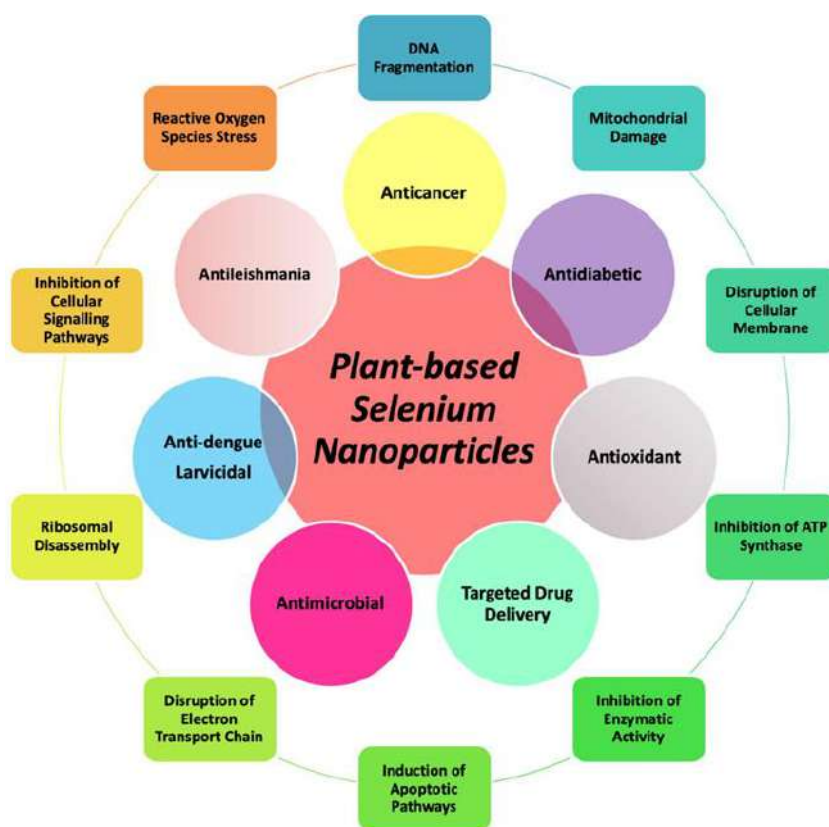 DNA
Fragmentation
Reactive Oxygen
Species Stress
Mitochondrial
Damage
Anticancer
Antileishmania
Antidiabetic
Inhibition of
Cellular
Signalling
Pathways
Disruption of
Cellular
Membrane
Plant-based
Selenium
Nanoparticles
Anti-dengue
Larvicidal
Antioxidant
Ribosomal
Disassembly
Inhibition of ATP
Synthase
Antimicrobial
Targeted Drug
Delivery
Disruption of
Electron
Transport Chain
Inhibition of
Enzymatic
Activity
Induction of
Apoptotic
Pathways